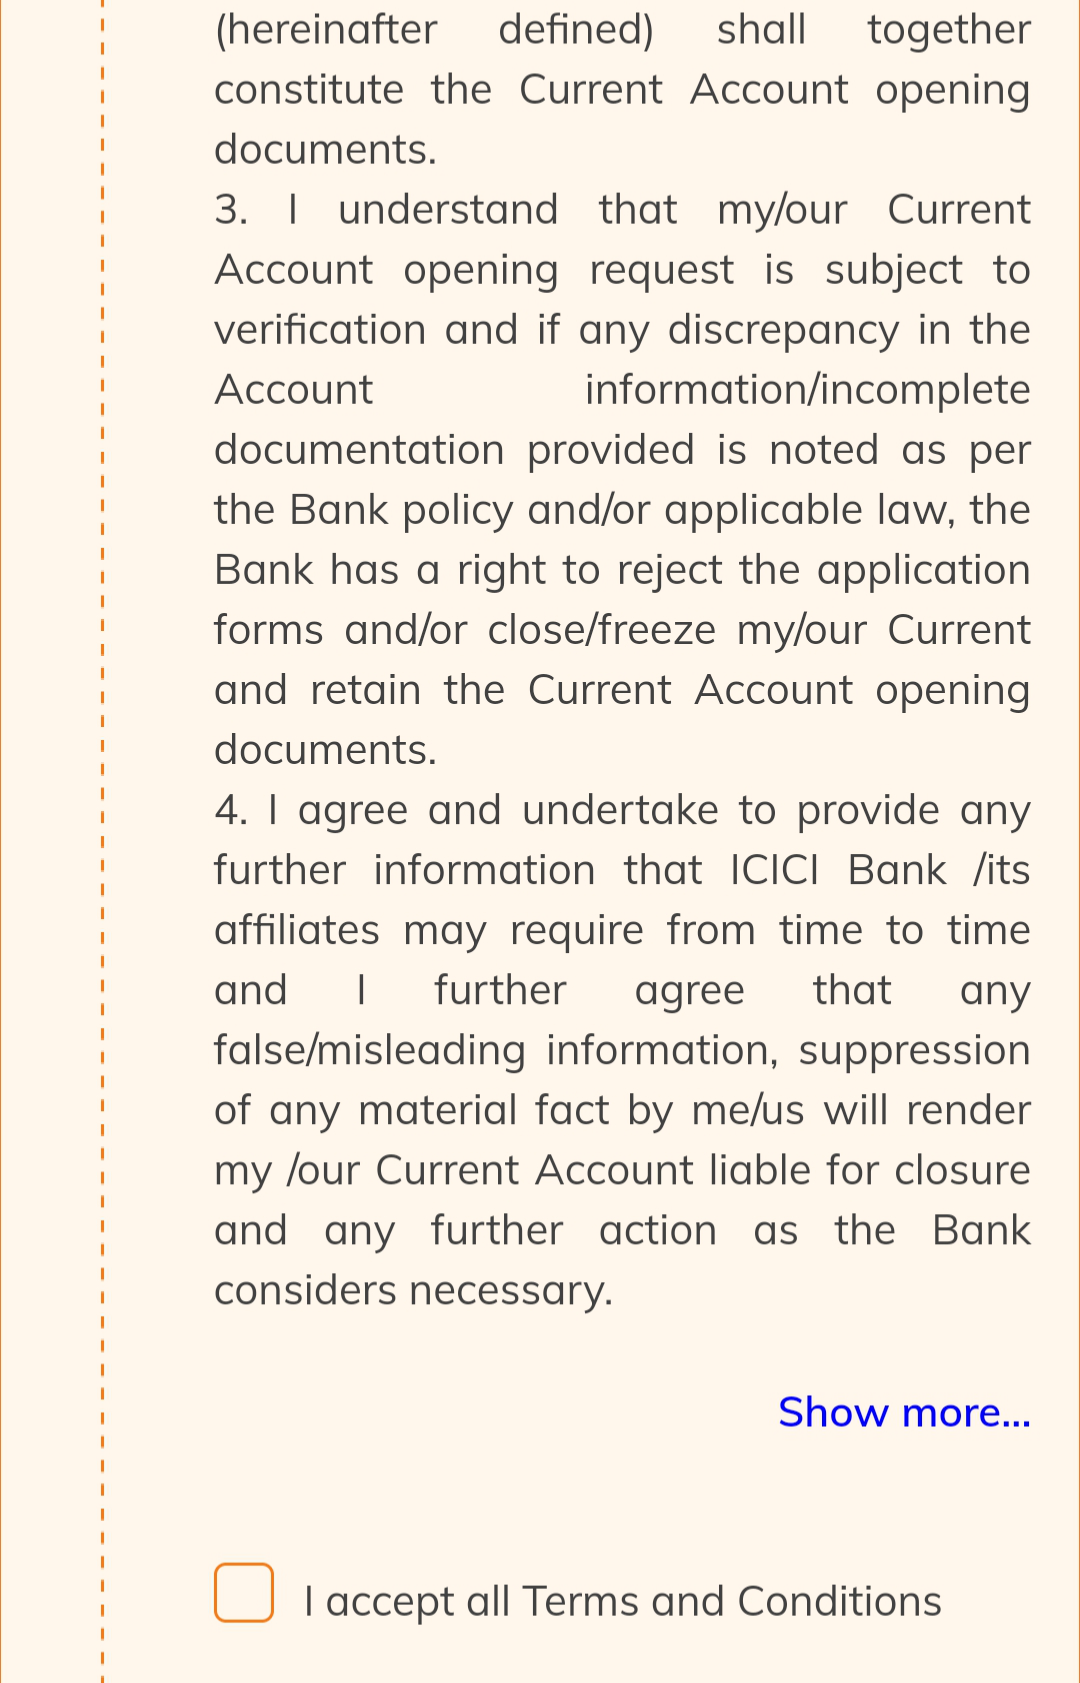 (hereinafter defined) shall together
constitute the Current Account opening
documents.
3. I understand that my/our Current
Account opening request is subject to
verification and if any discrepancy in the
Account information/incomplete
documentation provided is noted as per
the Bank policy and/or applicable law, the
Bank has a right to reject the application
forms and/or close/freeze my/our Current
and retain the Current Account opening
documents.
4. I agree and undertake to provide any
further information that ICICI Bank /its
affiliates may require from time to time
and I further agree that any
false/misleading information, suppression
of any material fact by me/us will render
my /our Current Account liable for closure
and any further action as the Bank
considers necessary.
Show more...
I accept all Terms and Conditions